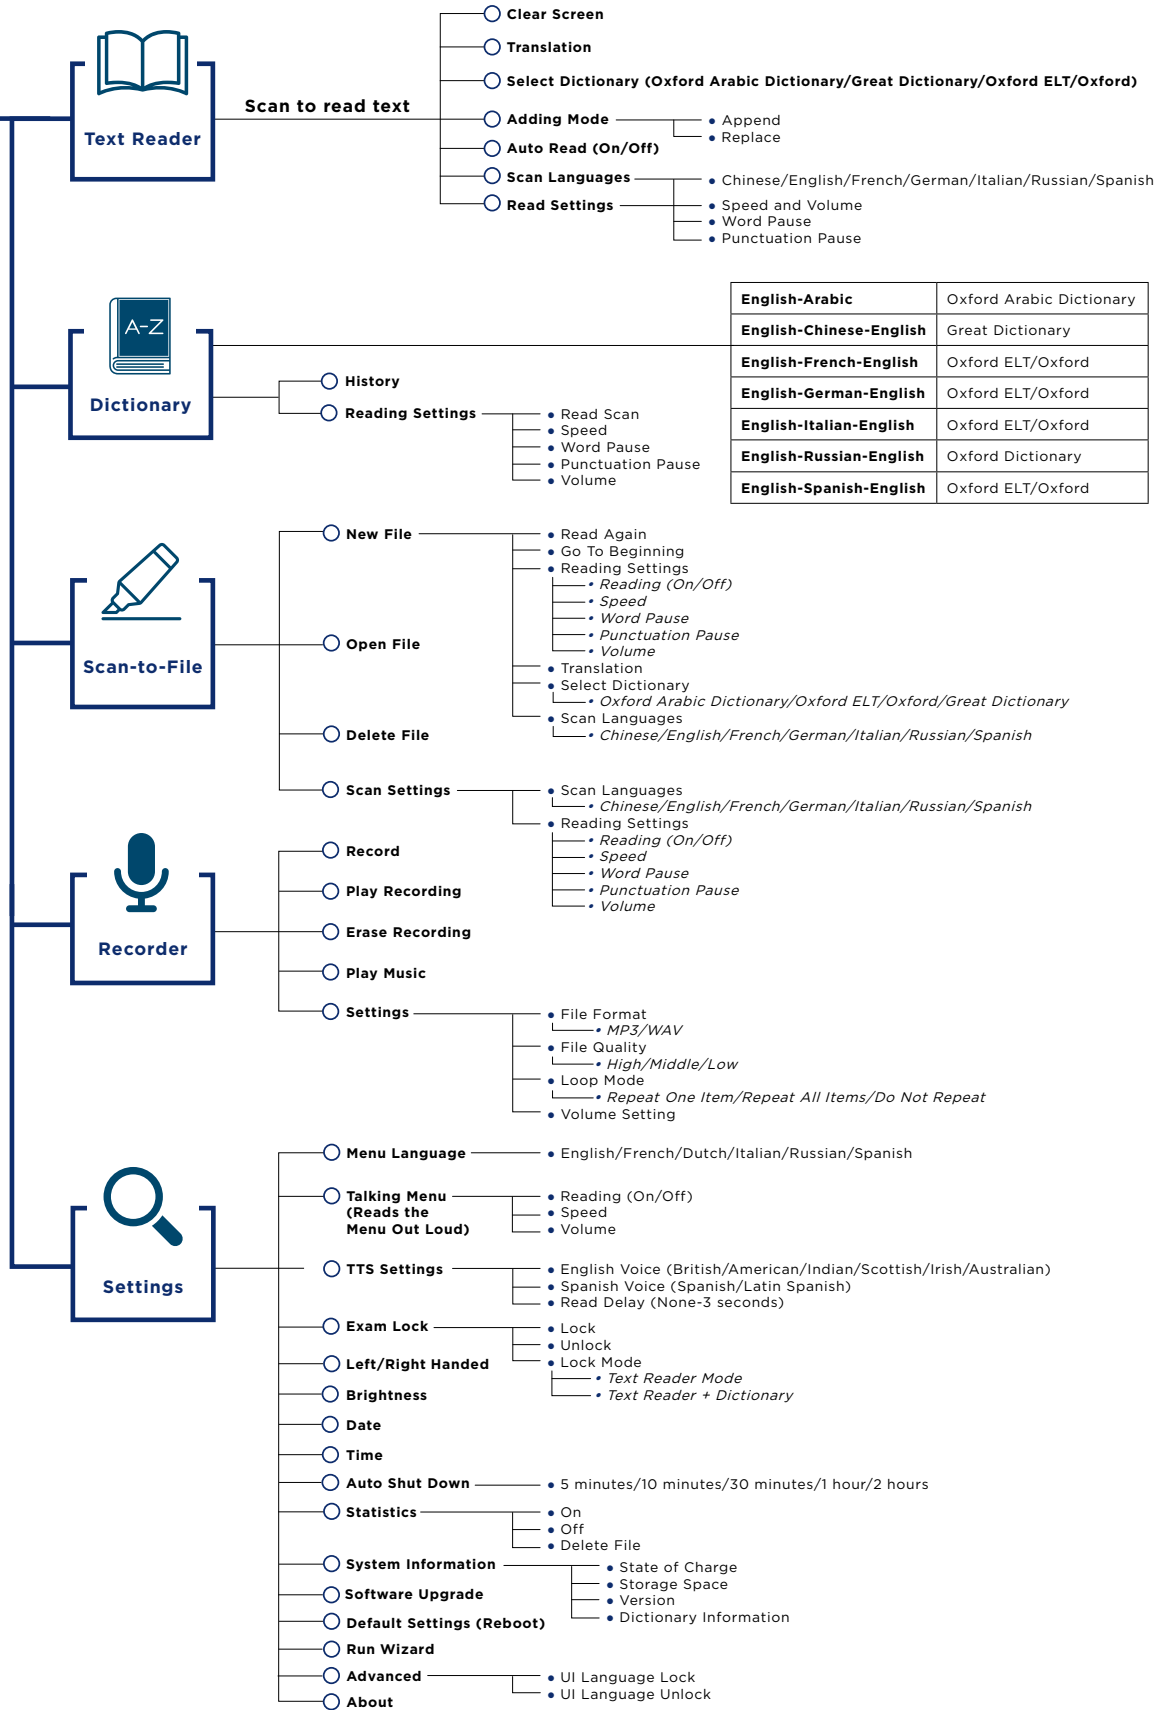 Text Reader
Scan to read text
Clear Screen
Translation
Select Dictionary (Oxford Arabic Dictionary/Great Dictionary/Oxford ELT/Oxford)
Adding Mode
• Append
• Replace
Auto Read (On/Off)
Scan Languages
• Chinese/English/French/German/Italian/Russian/Spanish
Read Settings
• Speed and Volume
• Word Pause
• Punctuation Pause
A-Z
Dictionary
English-Arabic Oxford Arabic Dictionary
English-Chinese-English Great Dictionary
English-French-English Oxford ELT/Oxford
English-German-English Oxford ELT/Oxford
English-Italian-English Oxford ELT/Oxford
English-Russian-English Oxford Dictionary
English-Spanish-English Oxford ELT/Oxford
History
Reading Settings
• Read Scan
• Speed
• Word Pause
• Punctuation Pause
• Volume
Scan-to-File
New File
• Read Again
• Go To Beginning
• Reading Settings
• Reading (On/Off)
• Speed
• Word Pause
• Punctuation Pause
• Volume
• Translation
• Select Dictionary
• Oxford Arabic Dictionary/Oxford ELT/Oxford/Great Dictionary
• Scan Languages
• Chinese/English/French/German/Italian/Russian/Spanish
Open File
Delete File
Scan Settings
• Scan Languages
• Chinese/English/French/German/Italian/Russian/Spanish
• Reading Settings
• Reading (On/Off)
• Speed
• Word Pause
• Punctuation Pause
• Volume
Recorder
Record
Play Recording
Erase Recording
Play Music
Settings
• File Format
• MP3/WAV
• File Quality
• High/Middle/Low
• Loop Mode
• Repeat One Item/Repeat All Items/Do Not Repeat
• Volume Setting
Settings
Menu Language
• English/French/Dutch/Italian/Russian/Spanish
Talking Menu
(Reads the
Menu Out Loud)
• Reading (On/Off)
• Speed
• Volume
TTS Settings
• English Voice (British/American/Indian/Scottish/Irish/Australian)
• Spanish Voice (Spanish/Latin Spanish)
• Read Delay (None-3 seconds)
Exam Lock
• Lock
• Unlock
• Lock Mode
• Text Reader Mode
• Text Reader + Dictionary
Left/Right Handed
Brightness
Date
Time
Auto Shut Down
• 5 minutes/10 minutes/30 minutes/1 hour/2 hours
Statistics
• On
• Off
• Delete File
System Information
• State of Charge
• Storage Space
• Version
• Dictionary Information
Software Upgrade
Default Settings (Reboot)
Run Wizard
Advanced
• UI Language Lock
• UI Language Unlock
About